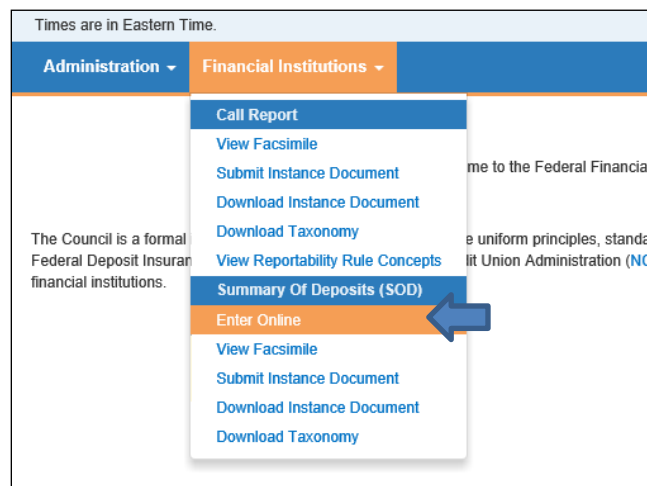 Times are in Eastern Time.
Administration Financial Institutions
Call Report
View Facsimile
Submit Instance Document
Download Instance Document
Download Taxonomy
View Reportability Rule Concepts
Summary Of Deposits (SOD)
Enter Online
View Facsimile
Submit Instance Document
Download Instance Document
Download Taxonomy
me to the Federal Financia
The Council is a formal e uniform principles, standa
Federal Deposit Insuran dit Union Administration (NC
financial institutions.